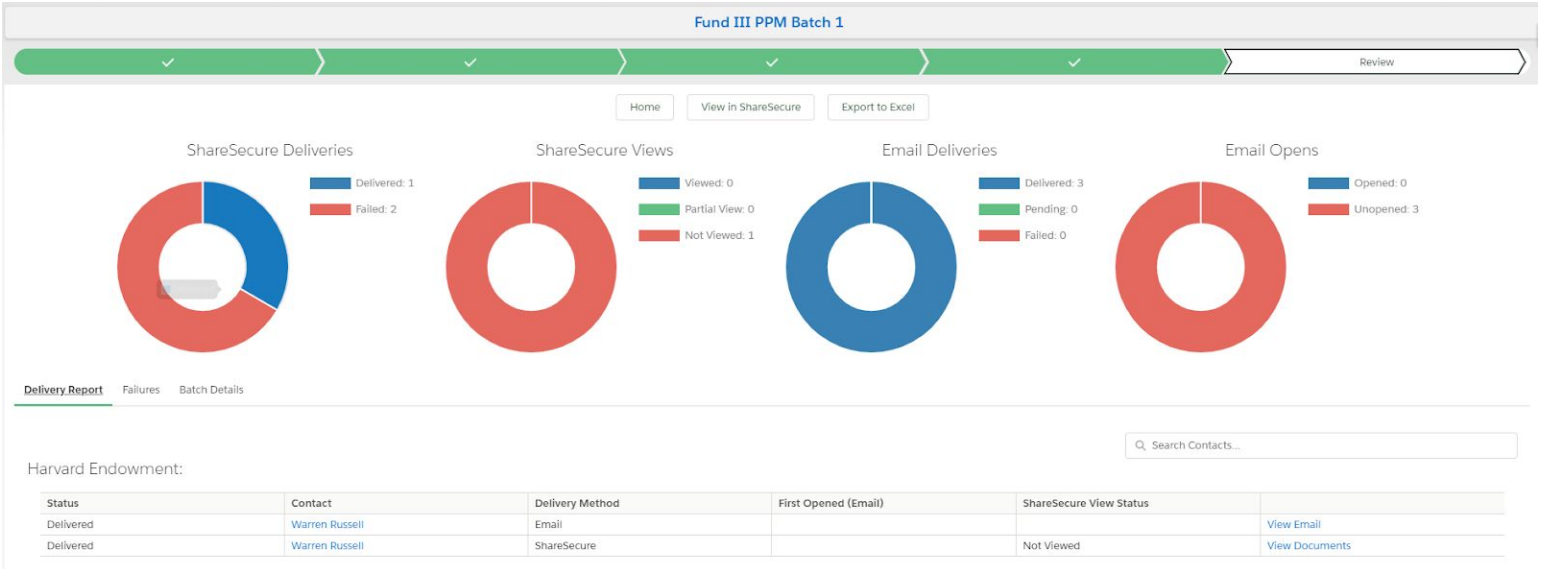 Fund III PPM Batch 1
Review
Home View in ShareSecure Export to Excel
ShareSecure Deliveries
Delivered: 1
Failed: 2
ShareSecure Views
Viewed: 0
Partial View: 0
Not Viewed: 1
Email Deliveries
Delivered: 3
Pending: 0
Failed: 0
Email Opens
Opened: 0
Unopened: 3
Delivery Report Failures Batch Details
Search Contacts...
Harvard Endowment:
Status Contact Delivery Method First Opened (Email) ShareSecure View Status
Delivered Warren Russell Email View Email
Delivered Warren Russell ShareSecure Not Viewed View Documents